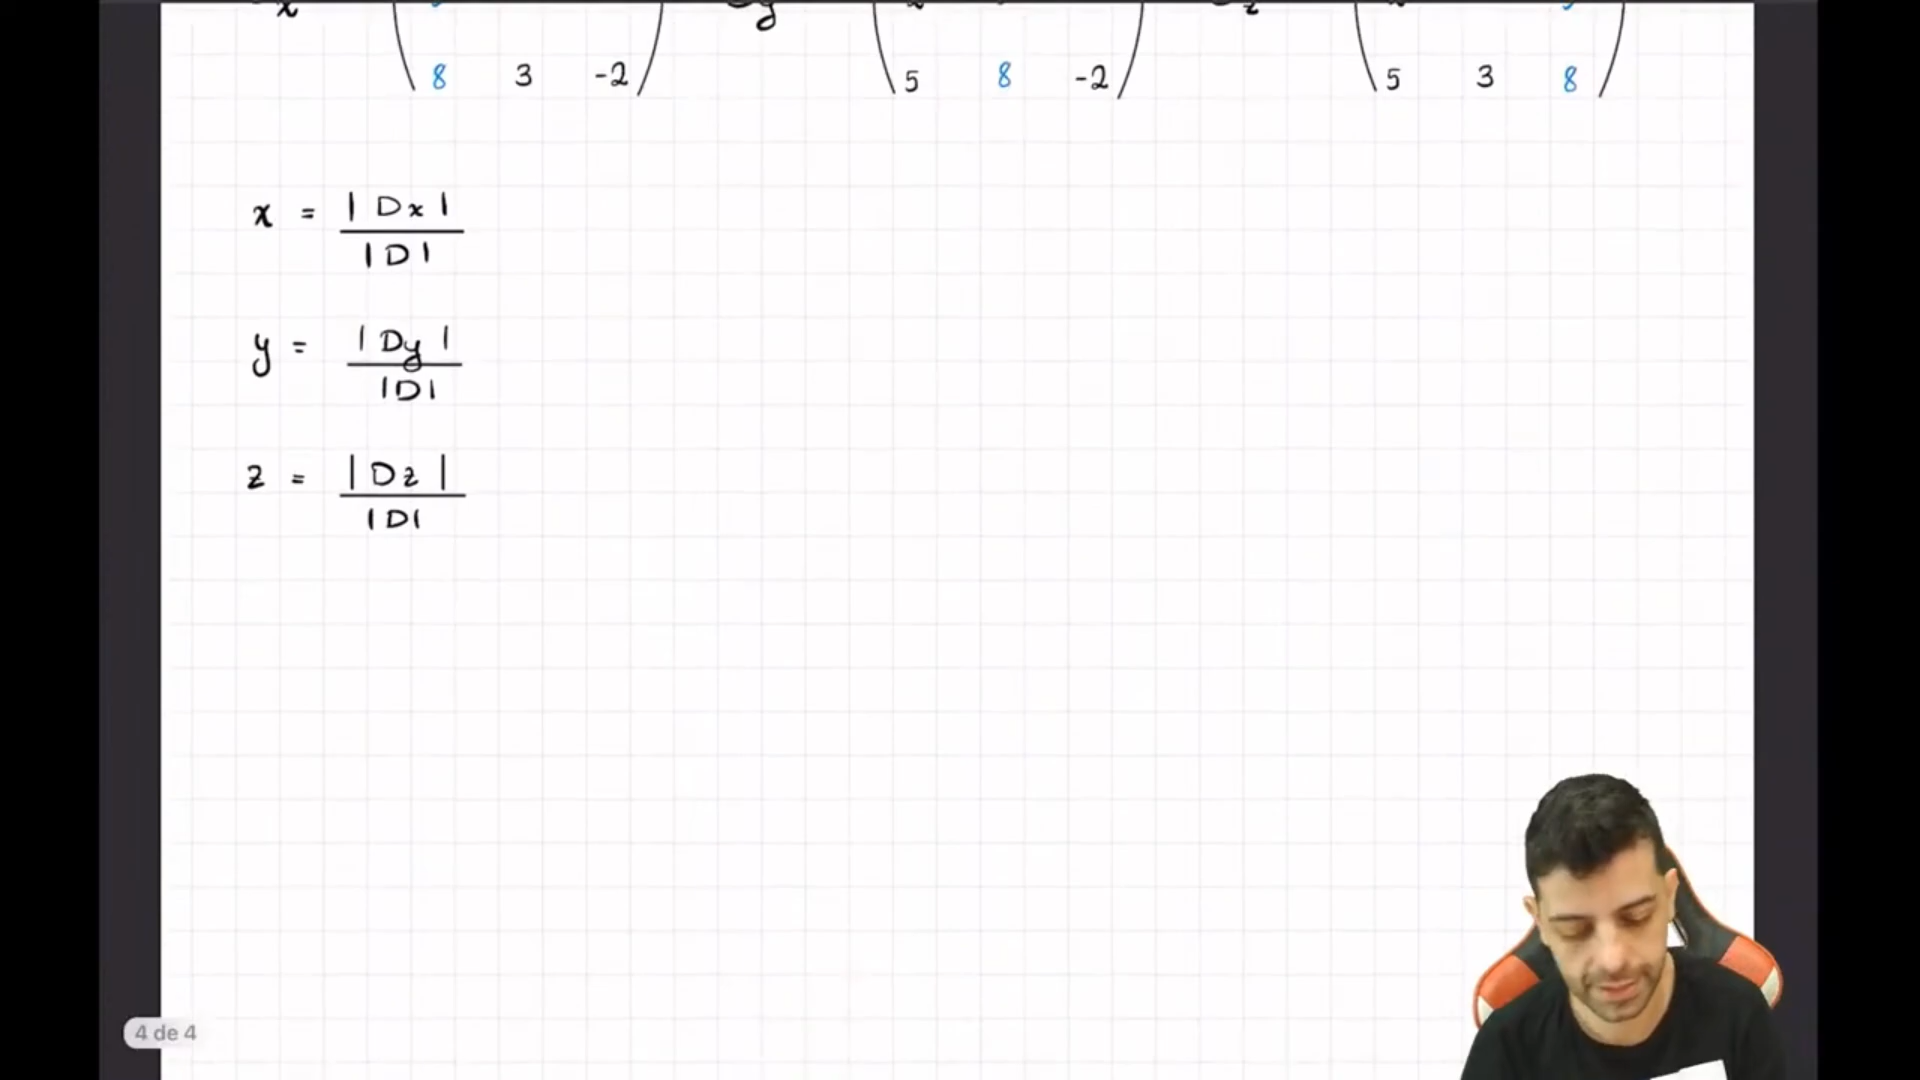 x y z
8 3 -2 5 8 -2 5 3 8
x = |Dx| / |D|
y = |Dy| / |D|
z = |Dz| / |D|
4 de 4